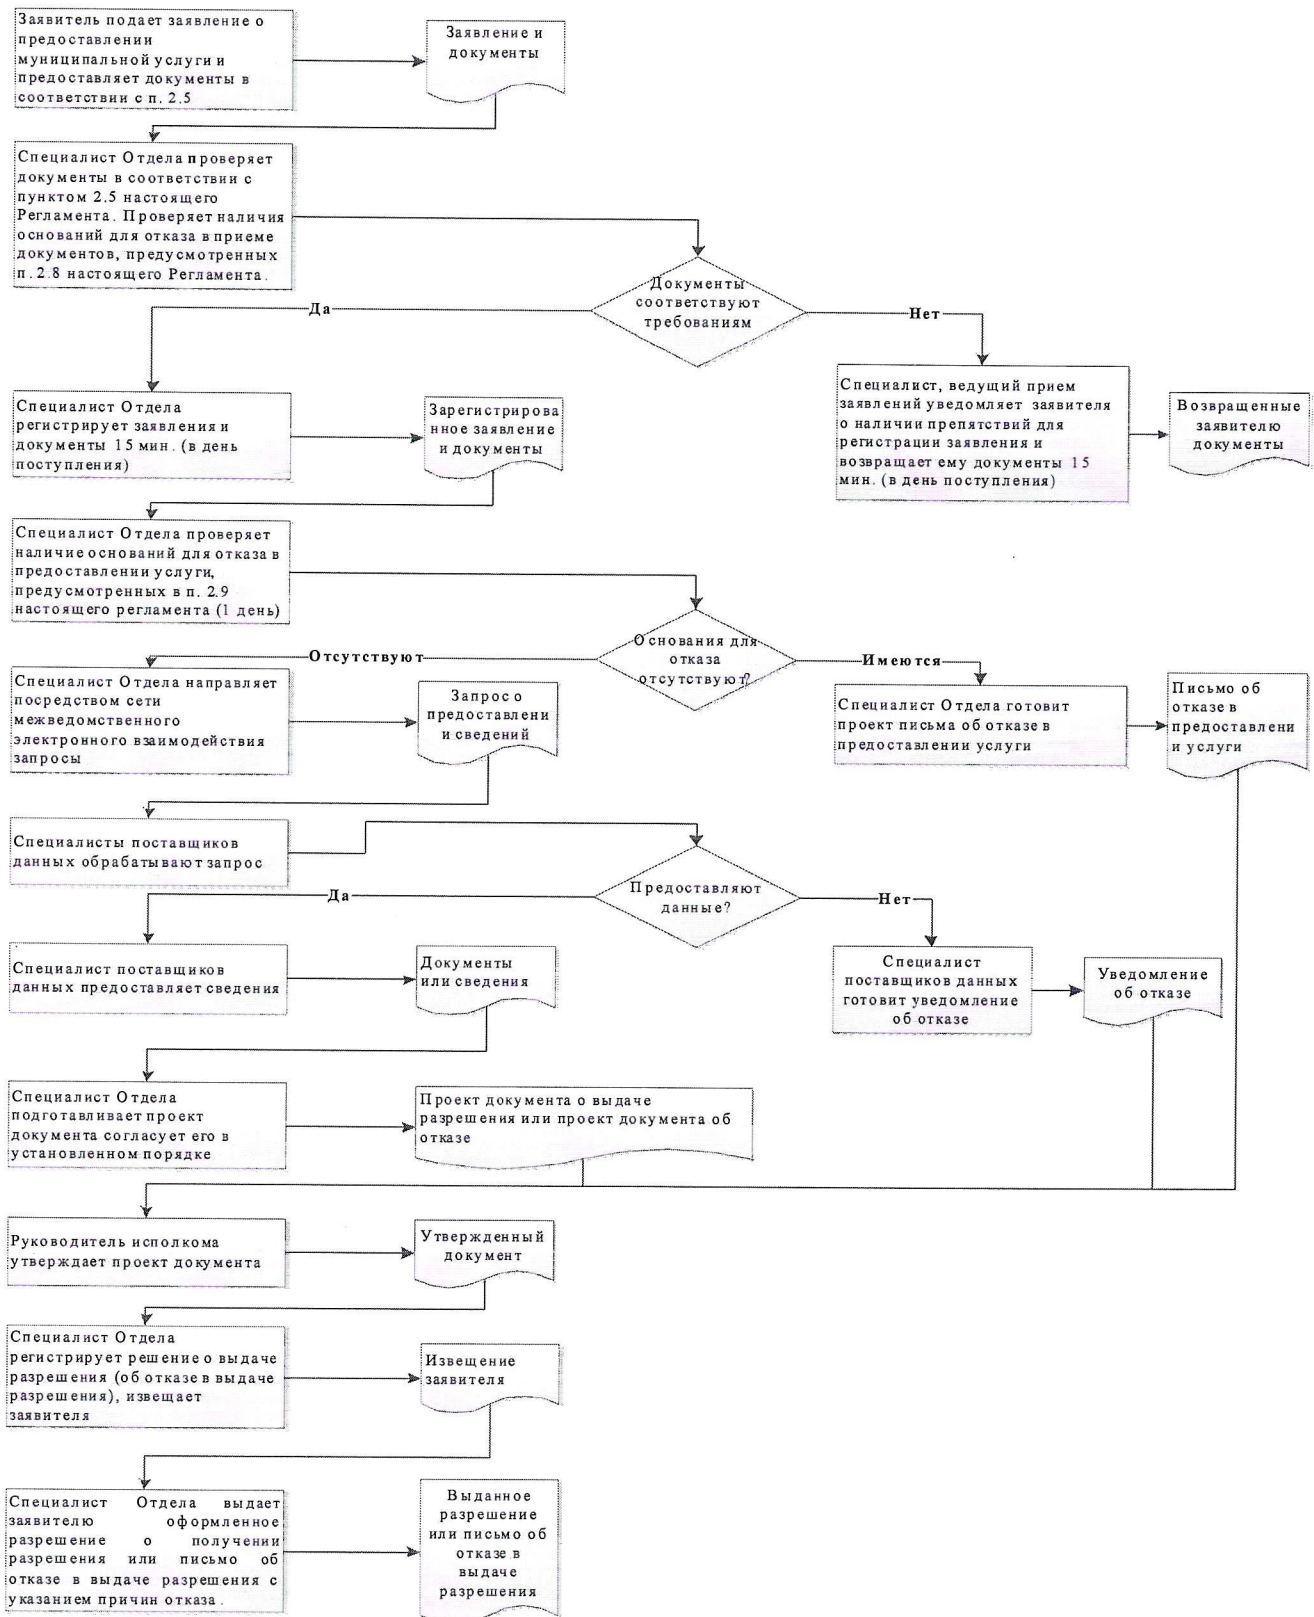 Заявитель подает заявление о
предоставлении
муниципальной услуги и
предоставляет документы в
соответствии с п. 2.5
Заявление и
документы
Специалист Отдела проверяет
документы в соответствии с
пунктом 2.5 настоящего
Регламента. Проверяет наличия
оснований для отказа в приеме
документов, предусмотренных
п. 2.8 настоящего Регламента.
Документы
соответствуют
требованиям
Да
Нет
Специалист Отдела
регистрирует заявления и
документы 15 мин. (в день
поступления)
Зарегистрирова
нное заявление
и документы
Специалист, ведущий прием
заявлений уведомляет заявителя
о наличии препятствий для
регистрации заявления и
возвращает ему документы 15
мин. (в день поступления)
Возвращенные
заявителю
документы
Специалист Отдела проверяет
наличие оснований для отказа в
предоставлении услуги,
предусмотренных в п. 2.9
настоящего регламента (1 день)
Основания для
отказа
отсутствуют?
Отсутствуют
Имеются
Специалист Отдела направляет
посредством сети
межведомственного
электронного взаимодействия
запросы
Запрос о
предоставлени
и сведений
Специалист Отдела готовит
проект письма об отказе в
предоставлении услуги
Письмо об
отказе в
предоставлени
и услуги
Специалисты поставщиков
данных обрабатывают запрос
Предоставляют
данные?
Да
Нет
Специалист поставщиков
данных предоставляет сведения
Документы
или сведения
Специалист
поставщиков данных
готовит уведомление
об отказе
Уведомление
об отказе
Специалист Отдела
подготавливает проект
документа согласует его в
установленном порядке
Проект документа о выдаче
разрешения или проект документа об
отказе
Руководитель исполкома
утверждает проект документа
Утвержденный
документ
Специалист Отдела
регистрирует решение о выдаче
разрешения (об отказе в выдаче
разрешения), извещает
заявителя
Извещение
заявителя
Специалист Отдела выдает
заявителю оформленное
разрешение о получении
разрешения или письмо об
отказе в выдаче разрешения с
указанием причин отказа.
Выданное
разрешение
или письмо об
отказе в
выдаче
разрешения